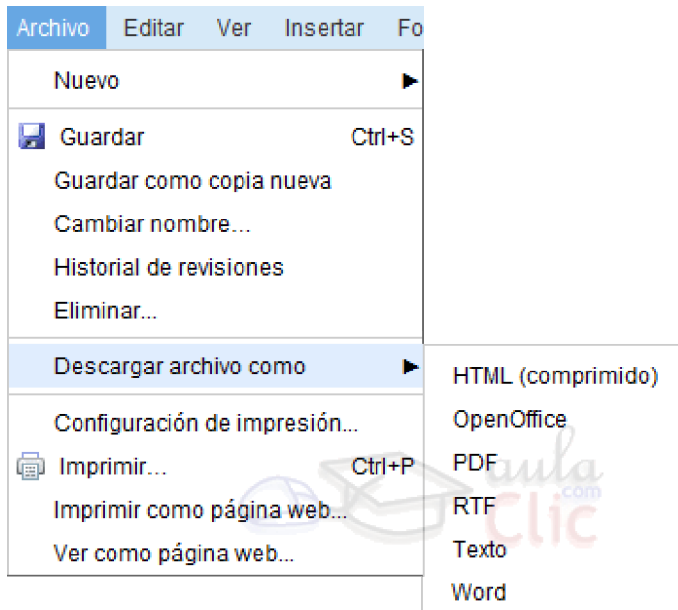 Archivo Editar Ver Insertar Fo
Nuevo
Guardar Ctrl+S
Guardar como copia nueva
Cambiar nombre...
Historial de revisiones
Eliminar...
Descargar archivo como
HTML (comprimido)
OpenOffice
PDF
RTF
Texto
Word
Configuración de impresión...
Imprimir... Ctrl+P
Imprimir como página web...
Ver como página web...
aula
.com
Clic